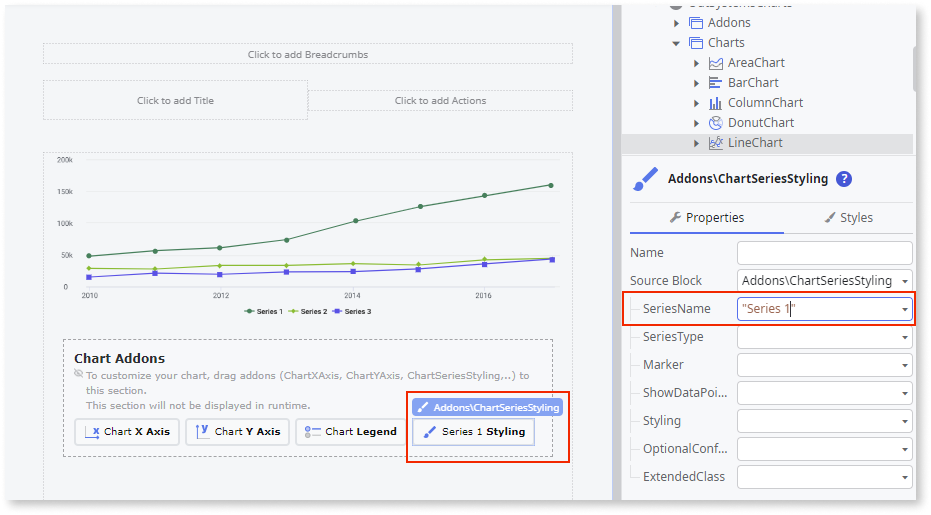 OutSystemsCharts
Addons
Charts
AreaChart
BarChart
ColumnChart
DonutChart
LineChart
Click to add Breadcrumbs
Click to add Title
Click to add Actions
200k
150k
100k
50k
0
2010 2012 2014 2016
Series 1 Series 2 Series 3
Chart Addons
To customize your chart, drag addons (ChartXAxis, ChartYAxis, ChartSeriesStyling,..) to
this section.
This section will not be displayed in runtime.
Addons\ChartSeriesStyling
Chart X Axis
Chart Y Axis
Chart Legend
Series 1 Styling
Addons\ChartSeriesStyling ?
Properties Styles
Name
Source Block Addons\ChartSeriesStyling
SeriesName "Series 1"
SeriesType
Marker
ShowDataPoi...
Styling
OptionalConf...
ExtendedClass